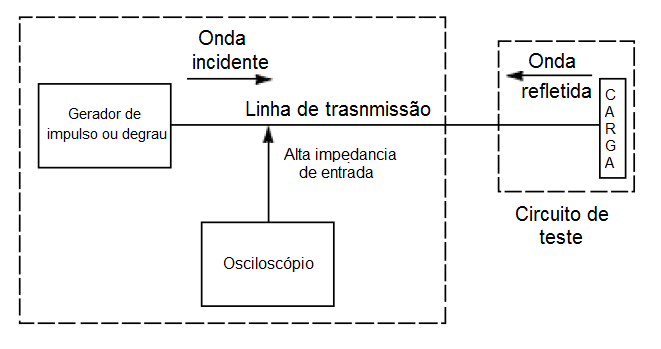 Onda
incidente
Gerador de
impulso ou degrau
Linha de trasnmissão
Alta impedancia
de entrada
Osciloscópio
Onda
refletida
C
A
R
G
A
Circuito de
teste